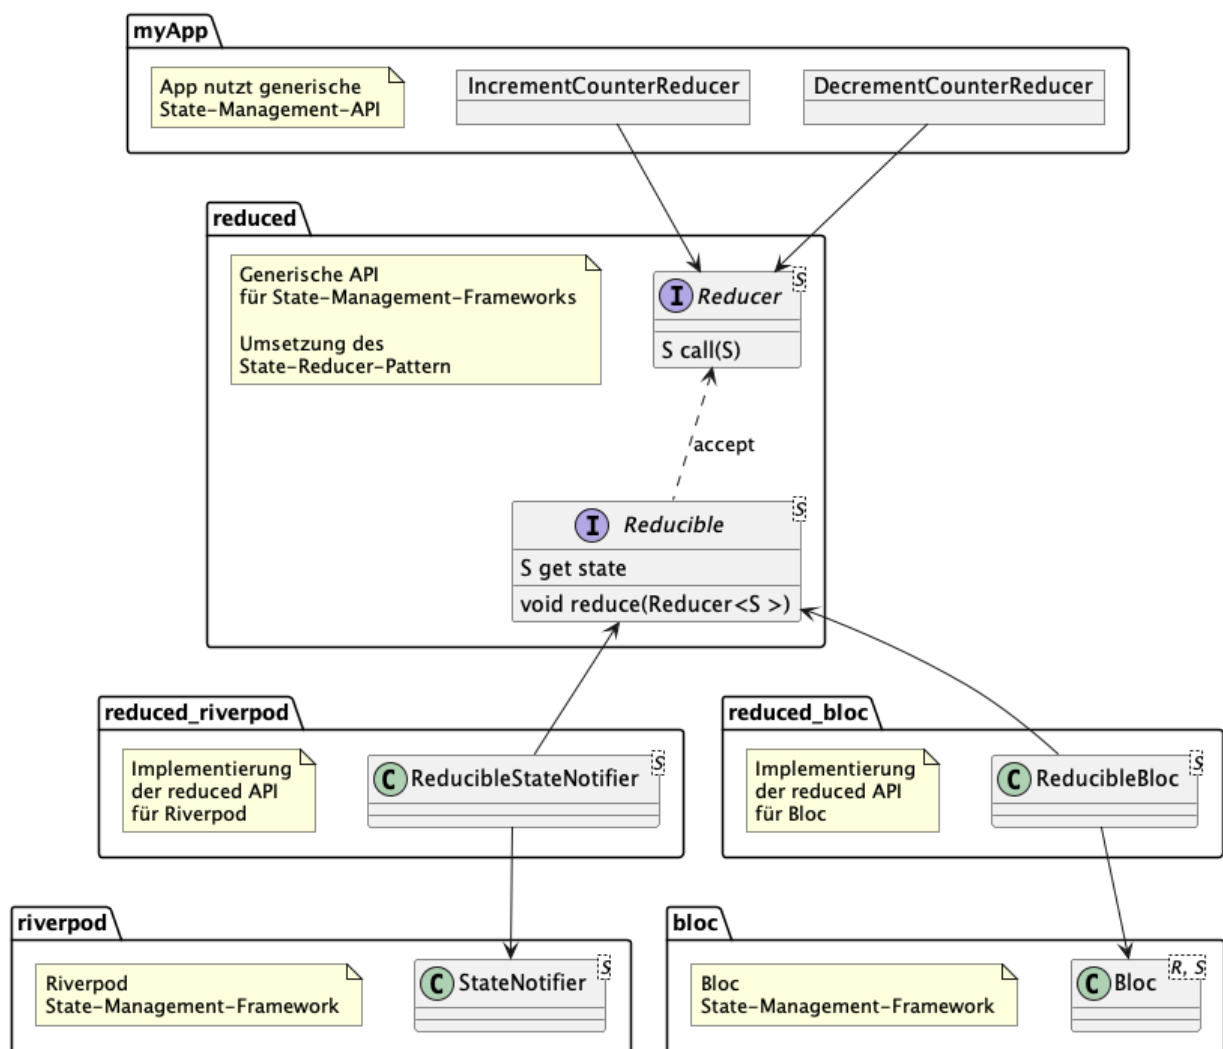 myApp
App nutzt generische
State-Management-API
IncrementCounterReducer
DecrementCounterReducer
reduced
Generische API
für State-Management-Frameworks
Umsetzung des
State-Reducer-Pattern
I Reducer S
S call(S)
accept
I Reducible S
S get state
void reduce(Reducer<S >)
reduced_riverpod
Implementierung
der reduced API
für Riverpod
C ReducibleStateNotifier S
reduced_bloc
Implementierung
der reduced API
für Bloc
C ReducibleBloc S
riverpod
Riverpod
State-Management-Framework
C StateNotifier S
bloc
Bloc
State-Management-Framework
C Bloc R, S